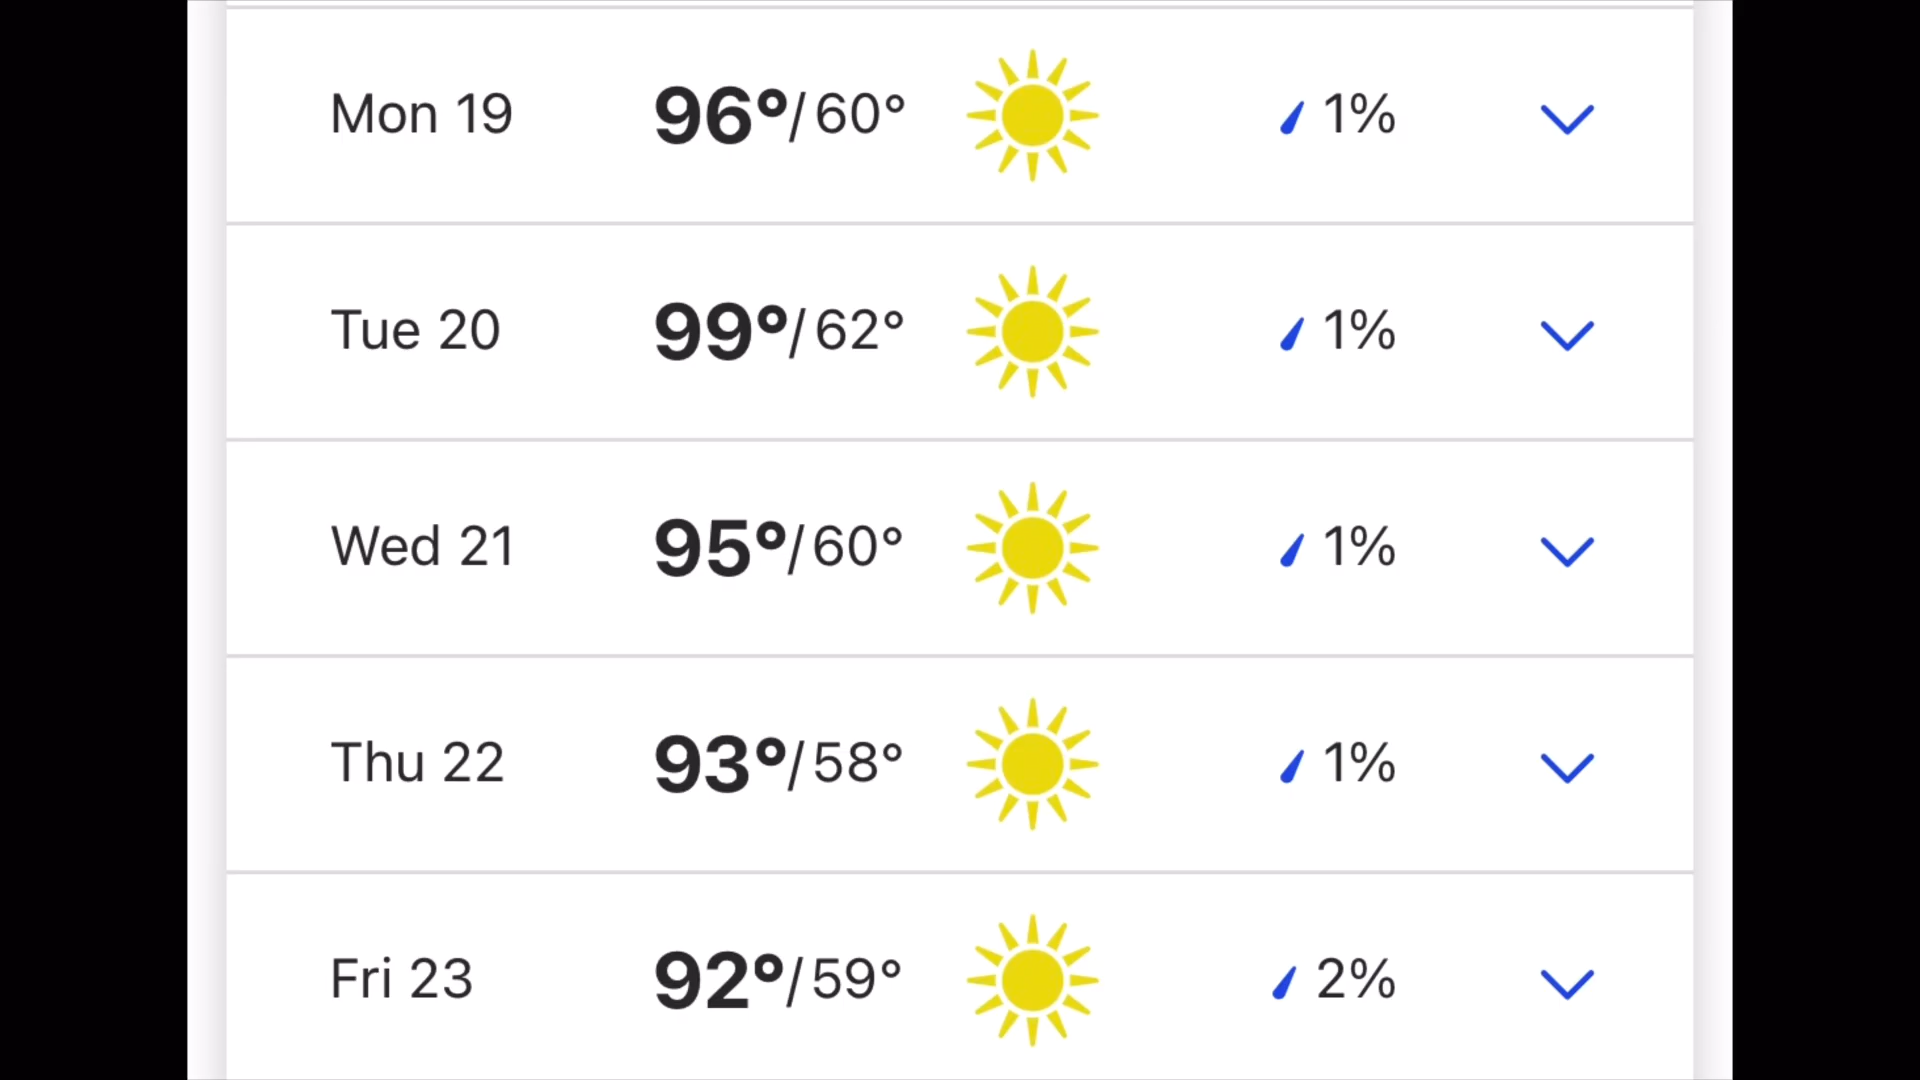 Mon 19 96°/60° 1%
Tue 20 99°/62° 1%
Wed 21 95°/60° 1%
Thu 22 93°/58° 1%
Fri 23 92°/59° 2%